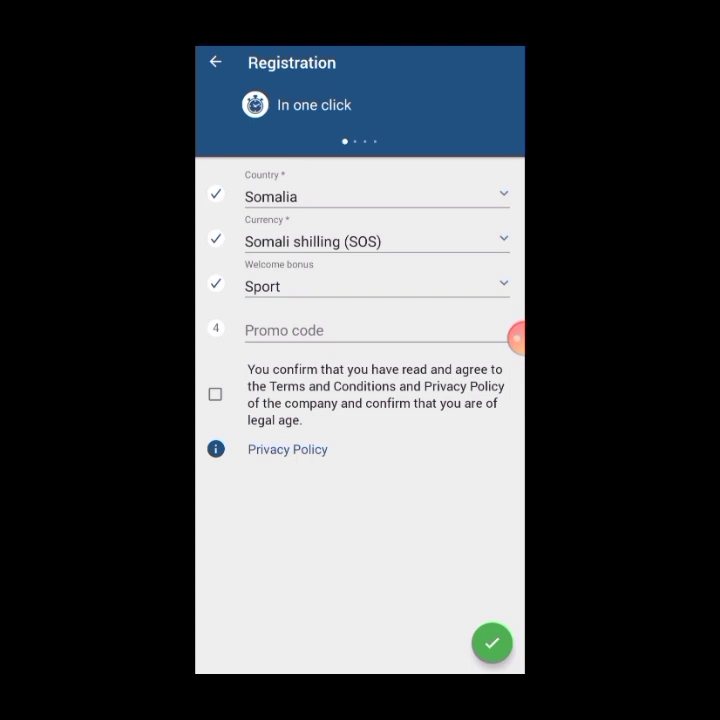 Registration
In one click
Country *
Somalia
Currency *
Somali shilling (SOS)
Welcome bonus
Sport
4
Promo code
You confirm that you have read and agree to
the Terms and Conditions and Privacy Policy
of the company and confirm that you are of
legal age.
Privacy Policy